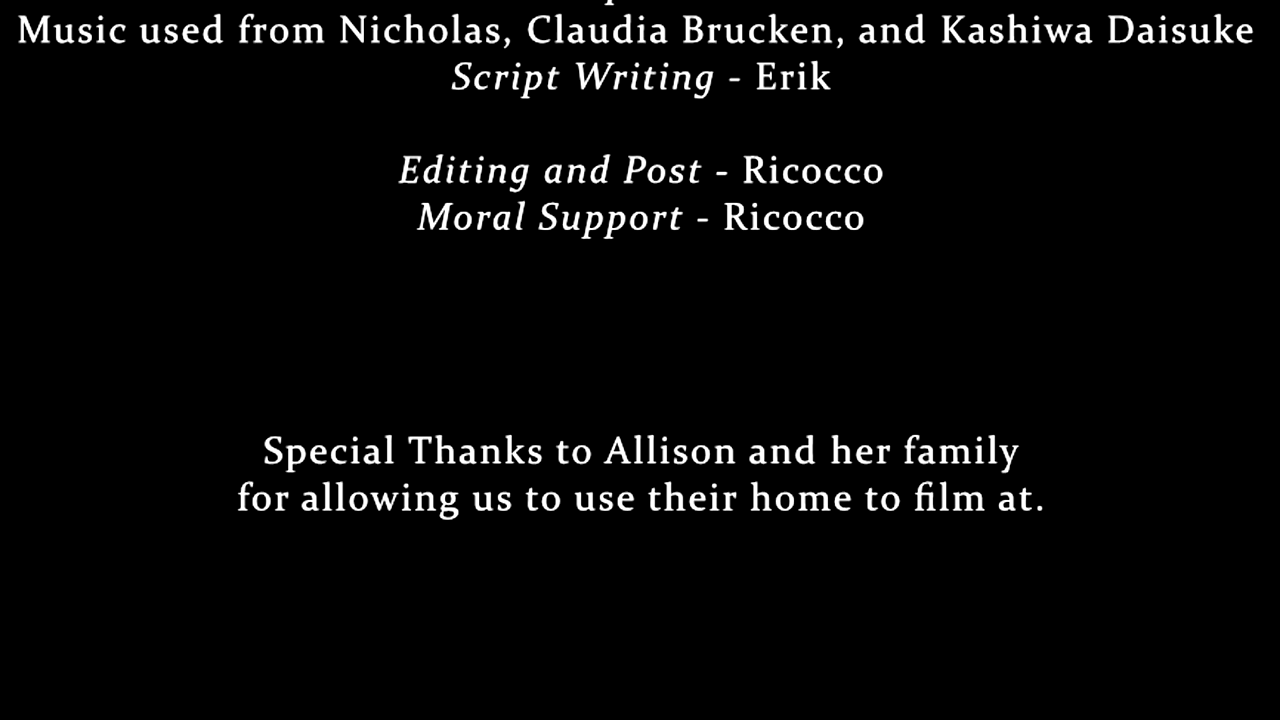 Music used from Nicholas, Claudia Brucken, and Kashiwa Daisuke
Script Writing - Erik
Editing and Post - Ricocco
Moral Support - Ricocco
Special Thanks to Allison and her family
for allowing us to use their home to film at.